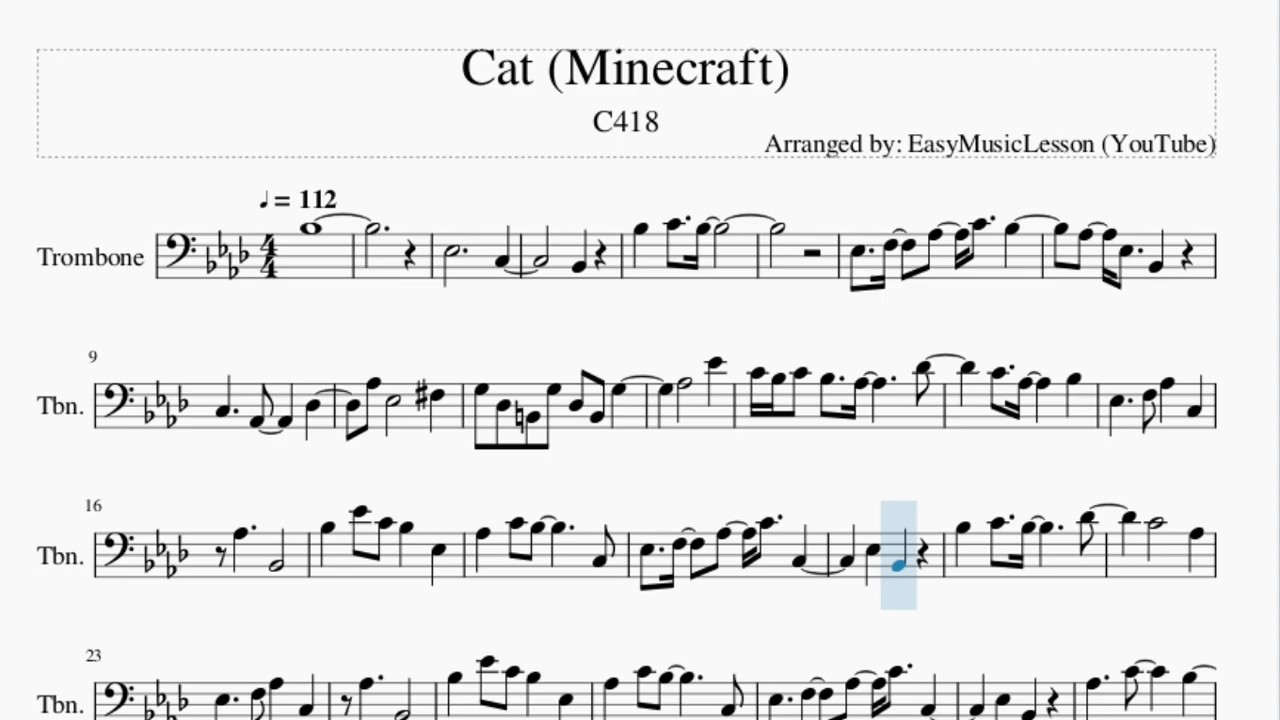 Cat (Minecraft)
C418
Arranged by: EasyMusicLesson (YouTube)
♩ = 112
Trombone
4
4
9
Tbn.
16
Tbn.
23
Tbn.